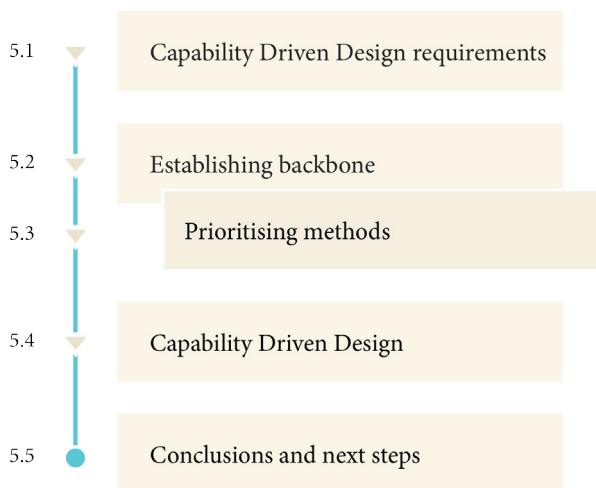 5.1 Capability Driven Design requirements
5.2 Establishing backbone
5.3 Prioritising methods
5.4 Capability Driven Design
5.5 Conclusions and next steps